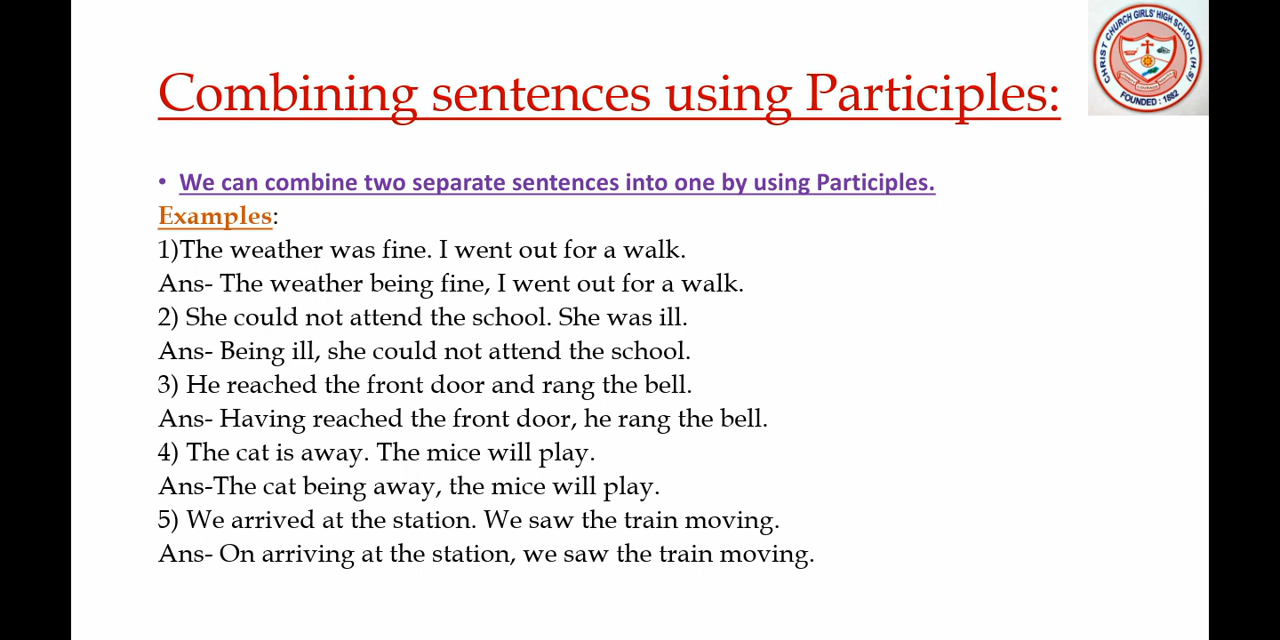 CHRIST CHURCH GIRLS' HIGH SCHOOL (H.S)
FOUNDED : 1882
Combining sentences using Participles:
• We can combine two separate sentences into one by using Participles.
Examples:
1)The weather was fine. I went out for a walk.
Ans- The weather being fine, I went out for a walk.
2) She could not attend the school. She was ill.
Ans- Being ill, she could not attend the school.
3) He reached the front door and rang the bell.
Ans- Having reached the front door, he rang the bell.
4) The cat is away. The mice will play.
Ans-The cat being away, the mice will play.
5) We arrived at the station. We saw the train moving.
Ans- On arriving at the station, we saw the train moving.